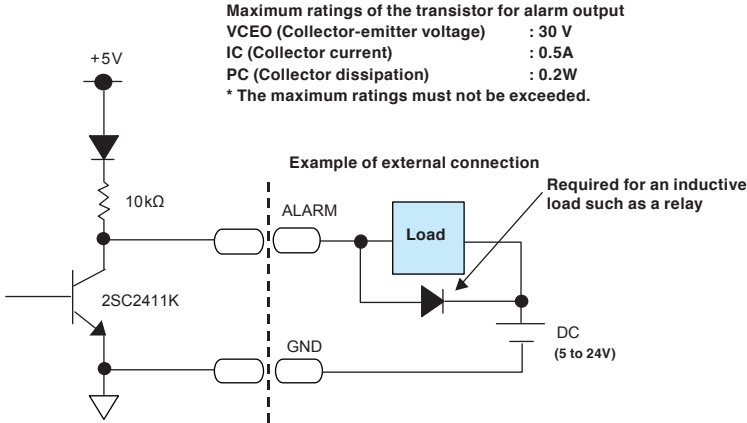 Maximum ratings of the transistor for alarm output
VCEO (Collector-emitter voltage) : 30 V
IC (Collector current) : 0.5A
PC (Collector dissipation) : 0.2W
* The maximum ratings must not be exceeded.
+5V
Example of external connection
Required for an inductive
load such as a relay
10kΩ
ALARM
Load
2SC2411K
GND
DC
(5 to 24V)